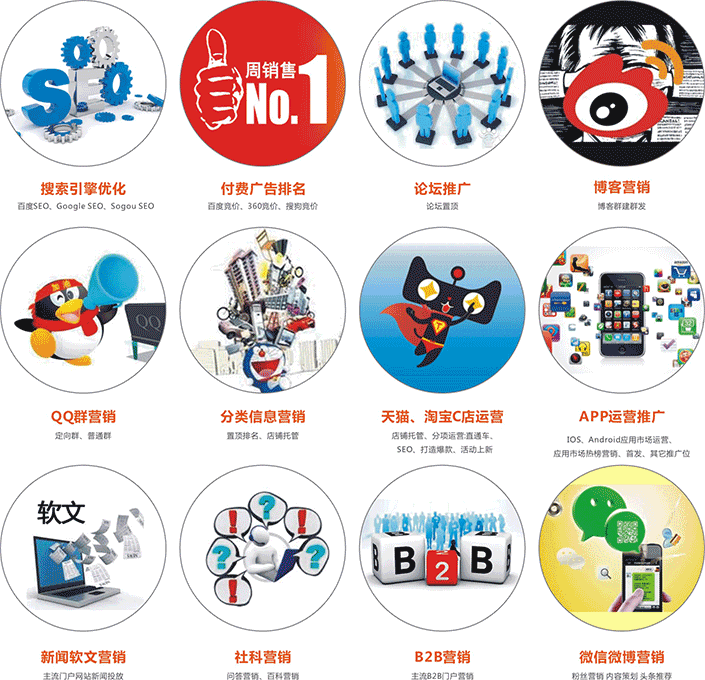 SEO
周销售
No.1
搜索引擎优化
付费广告排名
论坛推广
博客营销
百度SEO、Google SEO、Sogou SEO
百度竞价、360竞价、搜狗竞价
论坛置顶
博客群建群发
加油
QQ
QQ群营销
分类信息营销
天猫、淘宝C店运营
APP运营推广
定向群、普通群
置顶排名、店铺托管
店铺托管、分项运营:直通车、
SEO、打造爆款、活动上新
IOS、Android应用市场运营、
应用市场热榜营销、首发、其它推广位
软文
B2B
新闻软文营销
社科营销
B2B营销
微信微博营销
主流门户网站新闻投放
问答营销、百科营销
主流B2B门户营销
粉丝营销 内容策划 头条推荐